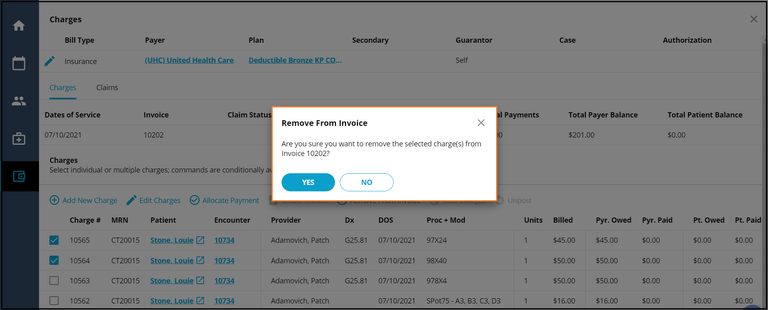 Charges
Bill Type Payer Plan Secondary Guarantor Case Authorization
Insurance (UHC) United Health Care Deductible Bronze KP CO... Self
Charges Claims
Dates of Service Invoice Claim Status Payments Total Payer Balance Total Patient Balance
07/10/2021 10202 $201.00 $0.00
Remove From Invoice
Are you sure you want to remove the selected charge(s) from
Invoice 10202?
YES NO
Charges
Select individual or multiple charges; commands are conditionally av
Add New Charge Edit Charges Allocate Payment Unpost
Charge # MRN Patient Encounter Provider Dx DOS Proc + Mod Units Billed Pyr. Owed Pyr. Paid Pt. Owed Pt. Paid
10565 CT20015 Stone, Louie 10734 Adamovich, Patch G25.81 07/10/2021 97X24 1 $45.00 $45.00 $0.00 $0.00 $0.00
10564 CT20015 Stone, Louie 10734 Adamovich, Patch G25.81 07/10/2021 98X40 1 $50.00 $50.00 $0.00 $0.00 $0.00
10563 CT20015 Stone, Louie 10734 Adamovich, Patch G25.81 07/10/2021 978X4 1 $50.00 $50.00 $0.00 $0.00 $0.00
10562 CT20015 Stone, Louie 10734 Adamovich, Patch 07/10/2021 SPot75 - A3, B3, C3, D3 1 $16.00 $16.00 $0.00 $0.00 $0.00